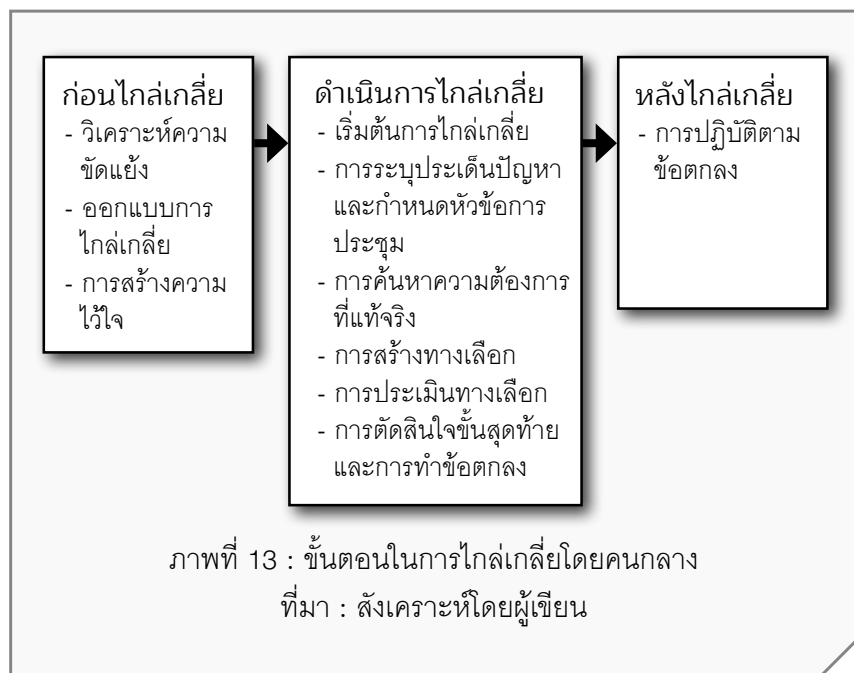 ก่อนไกล่เกลี่ย
- วิเคราะห์ความ
ขัดแย้ง
- ออกแบบการ
ไกล่เกลี่ย
- การสร้างความ
ไว้ใจ
ดำเนินการไกล่เกลี่ย
- เริ่มต้นการไกล่เกลี่ย
- การระบุประเด็นปัญหา
และกำหนดหัวข้อการ
ประชุม
- การค้นหาความต้องการ
ที่แท้จริง
- การสร้างทางเลือก
- การประเมินทางเลือก
- การตัดสินใจขั้นสุดท้าย
และการทำข้อตกลง
หลังไกล่เกลี่ย
- การปฏิบัติตาม
ข้อตกลง
ภาพที่ 13 : ขั้นตอนในการไกล่เกลี่ยโดยคนกลาง
ที่มา : สังเคราะห์โดยผู้เขียน